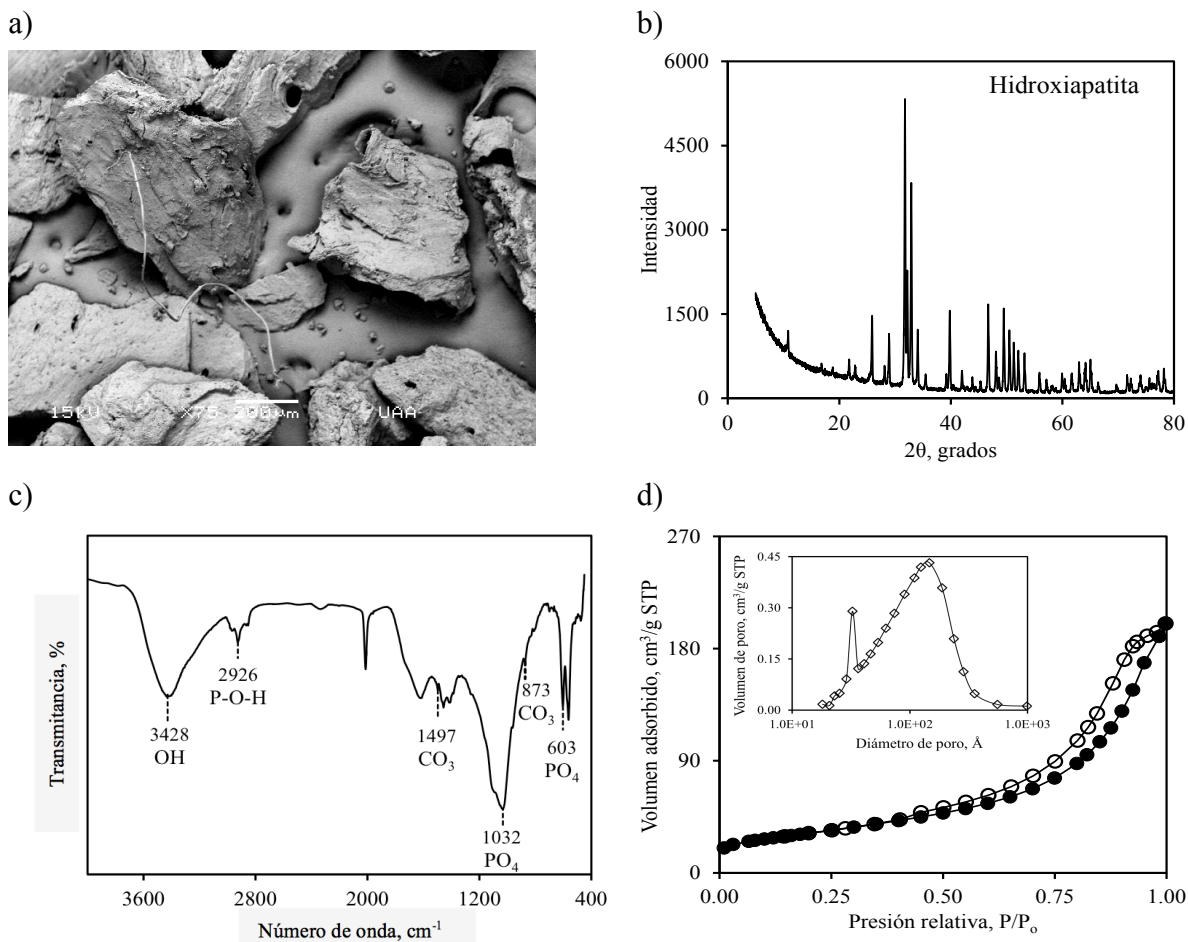 a)
15kV X75 200μm UAA
b)
Hidroxiapatita
6000
4500
3000
1500
0
0 20 40 60 80
Intensidad
2θ, grados
c)
Transmitancia, %
3428
OH
2926
P-O-H
1497
CO3
1032
PO4
873
CO3
603
PO4
3600 2800 2000 1200 400
Número de onda, cm-1
d)
Volumen adsorbido, cm3/g STP
270
180
90
0
0.00 0.25 0.50 0.75 1.00
Presión relativa, P/Po
Volumen de poro, cm3/g STP
0.45
0.30
0.15
0.00
1.0E+01 1.0E+02 1.0E+03
Diámetro de poro, Å